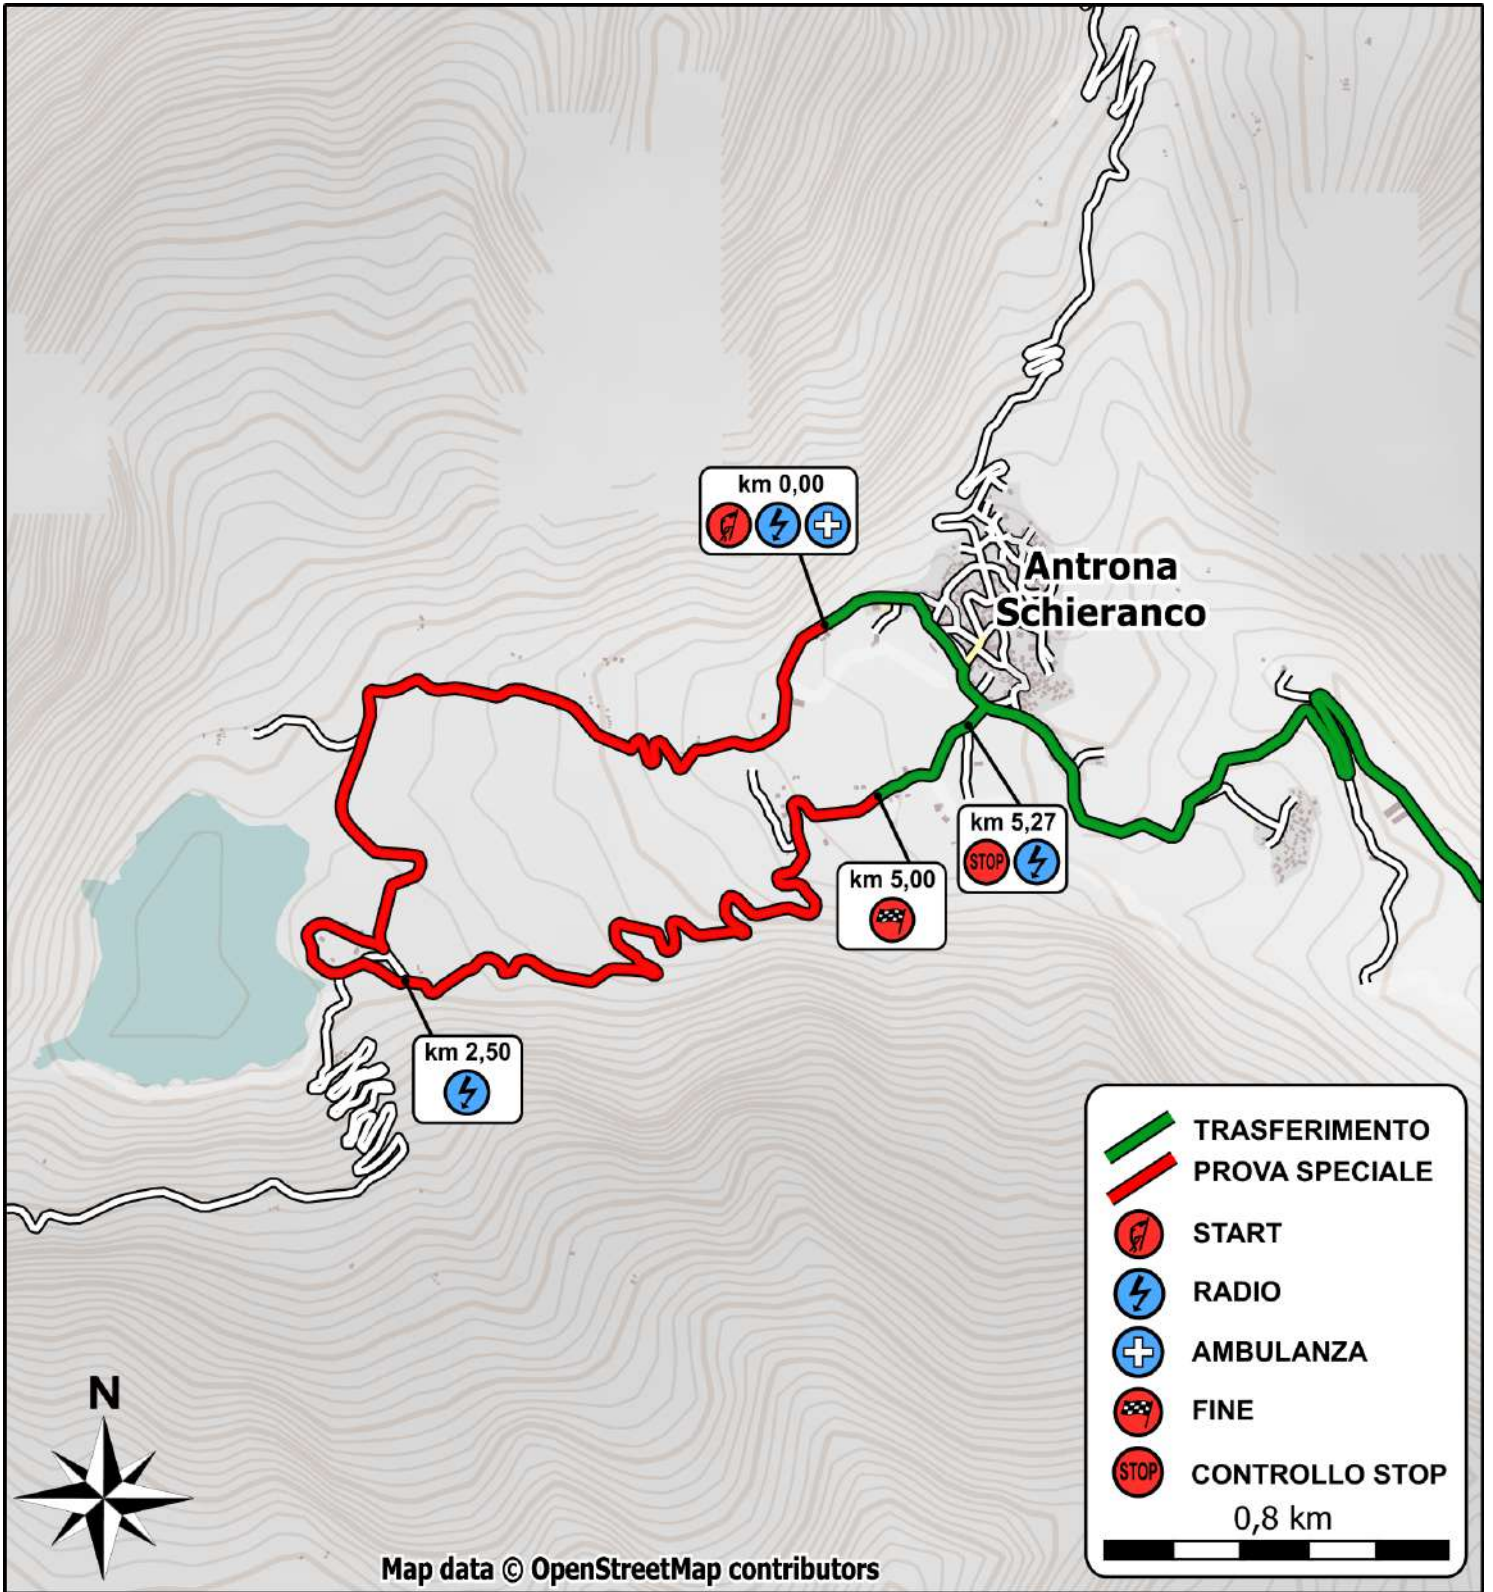 km 0,00
Antrona
Schieranco
km 5,27
STOP
km 5,00
km 2,50
TRASFERIMENTO
PROVA SPECIALE
START
RADIO
AMBULANZA
FINE
STOP CONTROLLO STOP
0,8 km
N
Map data © OpenStreetMap contributors